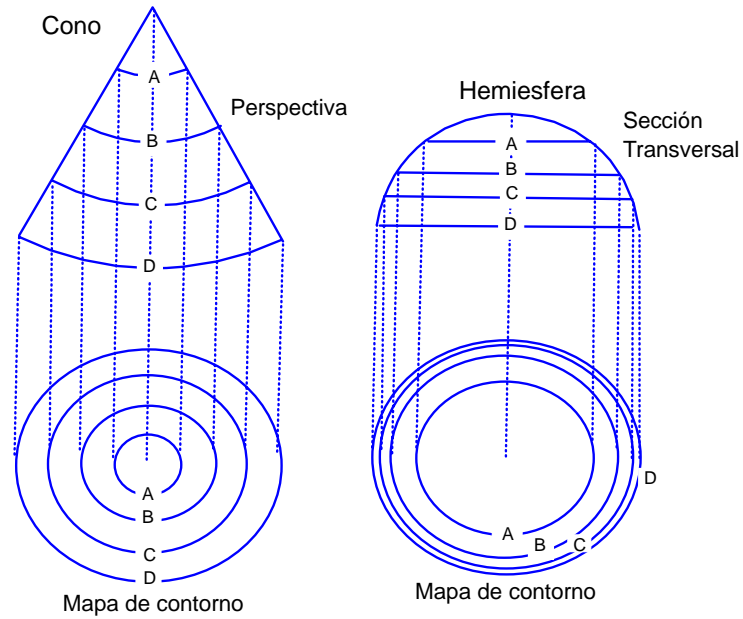 Cono
A
Perspectiva
B
C
D
A
B
C
D
Mapa de contorno
Hemiesfera
Sección
Transversal
A
B
C
D
D
A
B
C
Mapa de contorno